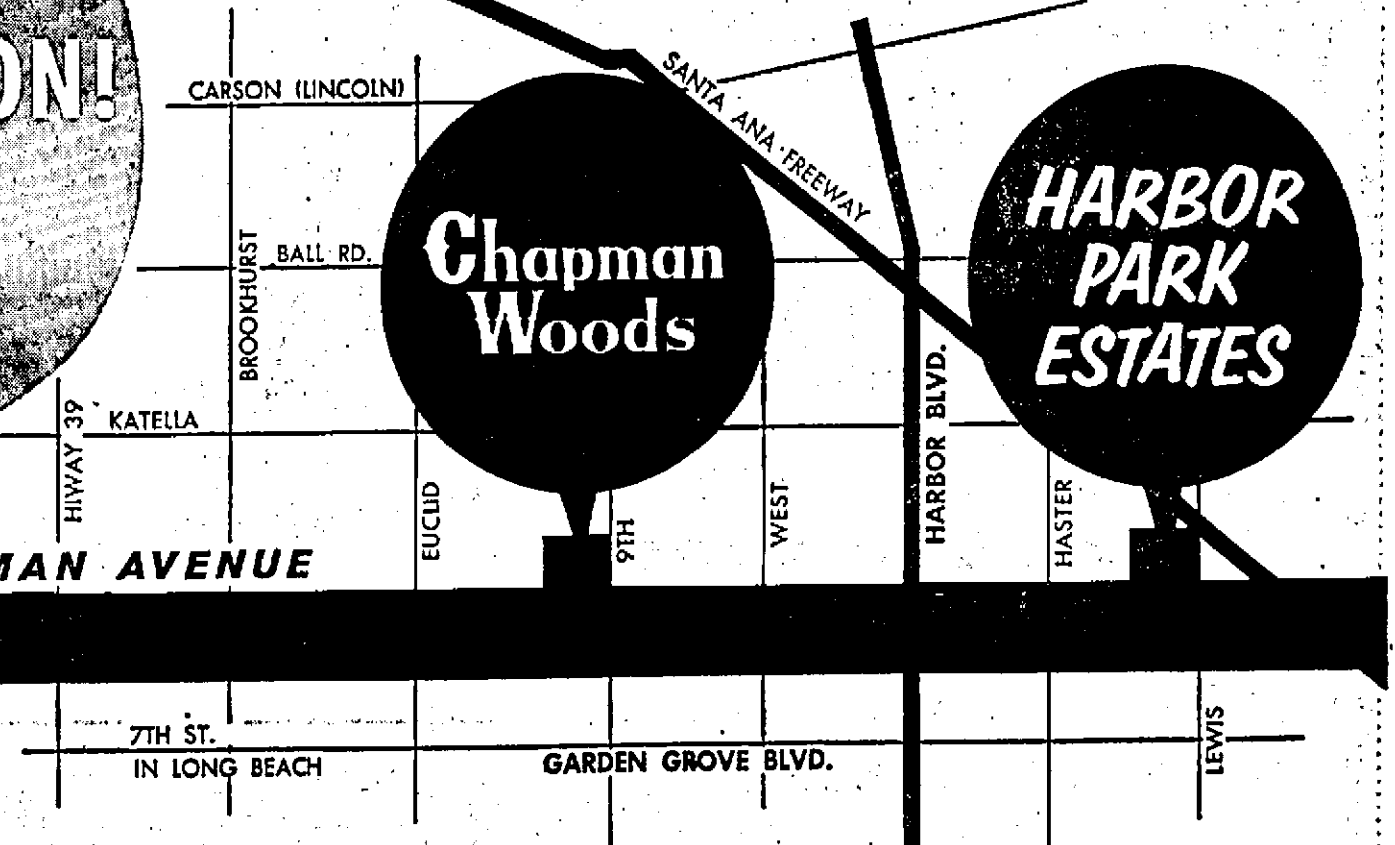 ON!
CARSON (LINCOLN)
SANTA ANA FREEWAY
BROOKHURST
BALL RD.
Chapman
Woods
HARBOR
PARK
ESTATES
HIWAY 39
KATELLA
EUCLID
9TH
WEST
HARBOR BLVD.
HASTER
MAN AVENUE
7TH ST.
IN LONG BEACH
GARDEN GROVE BLVD.
LEWIS